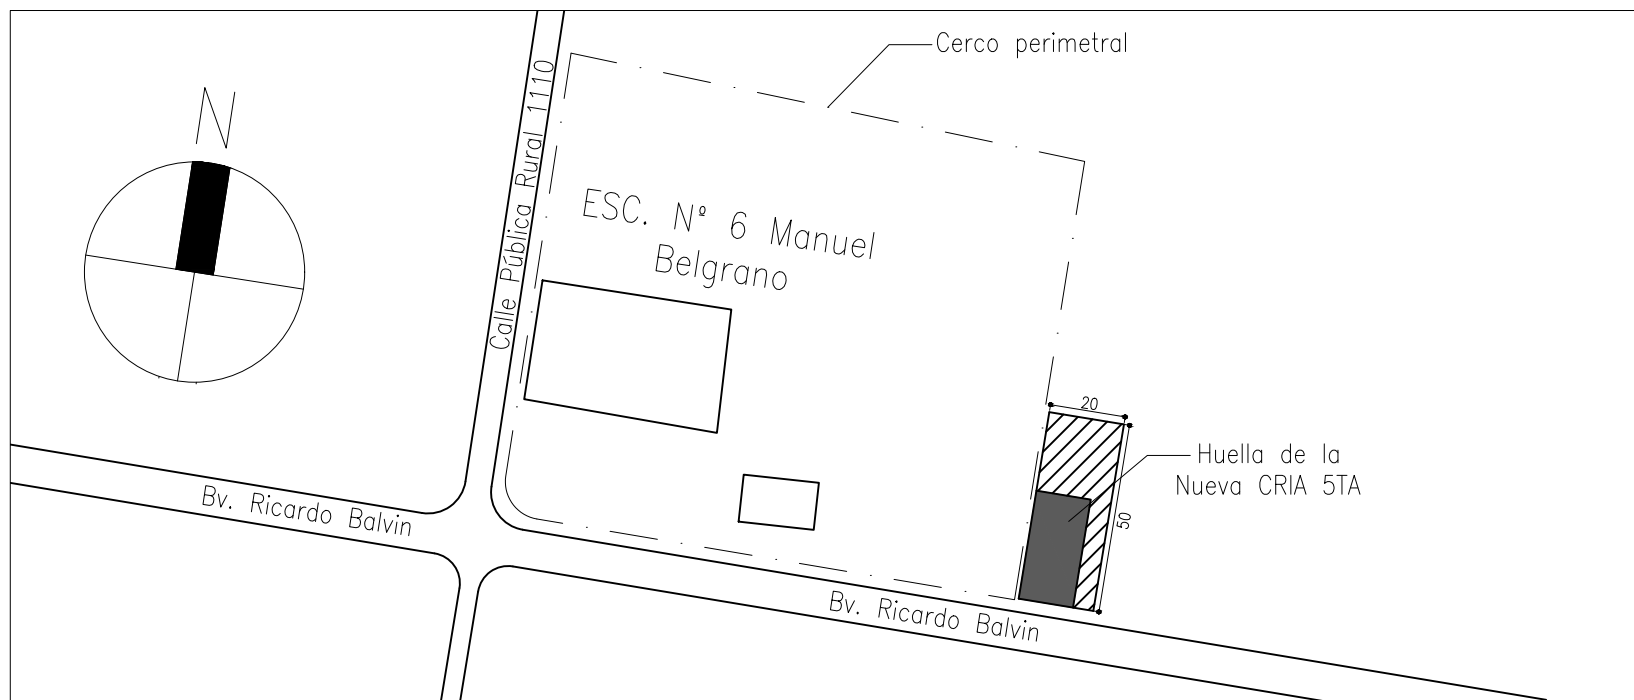 Cerco perimetral
N
Calle Pública Rural 1110
ESC. Nº 6 Manuel
Belgrano
20
Huella de la
Nueva CRIA 5TA
50
Bv. Ricardo Balvin
Bv. Ricardo Balvin